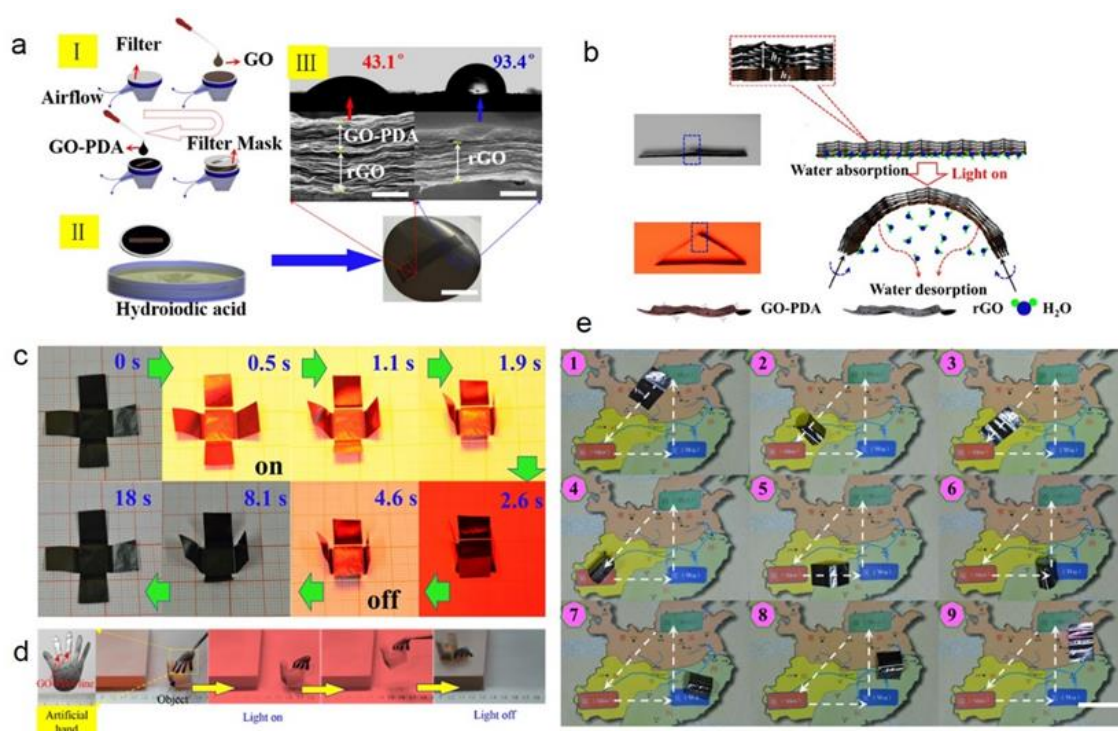 a
I
Filter
GO
Airflow
GO-PDA
Filter Mask
II
Hydroiodic acid
III
43.1°
93.4°
GO-PDA
rGO
rGO
b
Water absorption
Light on
Water desorption
GO-PDA
rGO
H₂O
c
0 s
0.5 s
1.1 s
1.9 s
on
18 s
8.1 s
4.6 s
2.6 s
off
d
Object
Artificial
hand
Light on
Light off
e
1
2
3
4
5
6
7
8
9